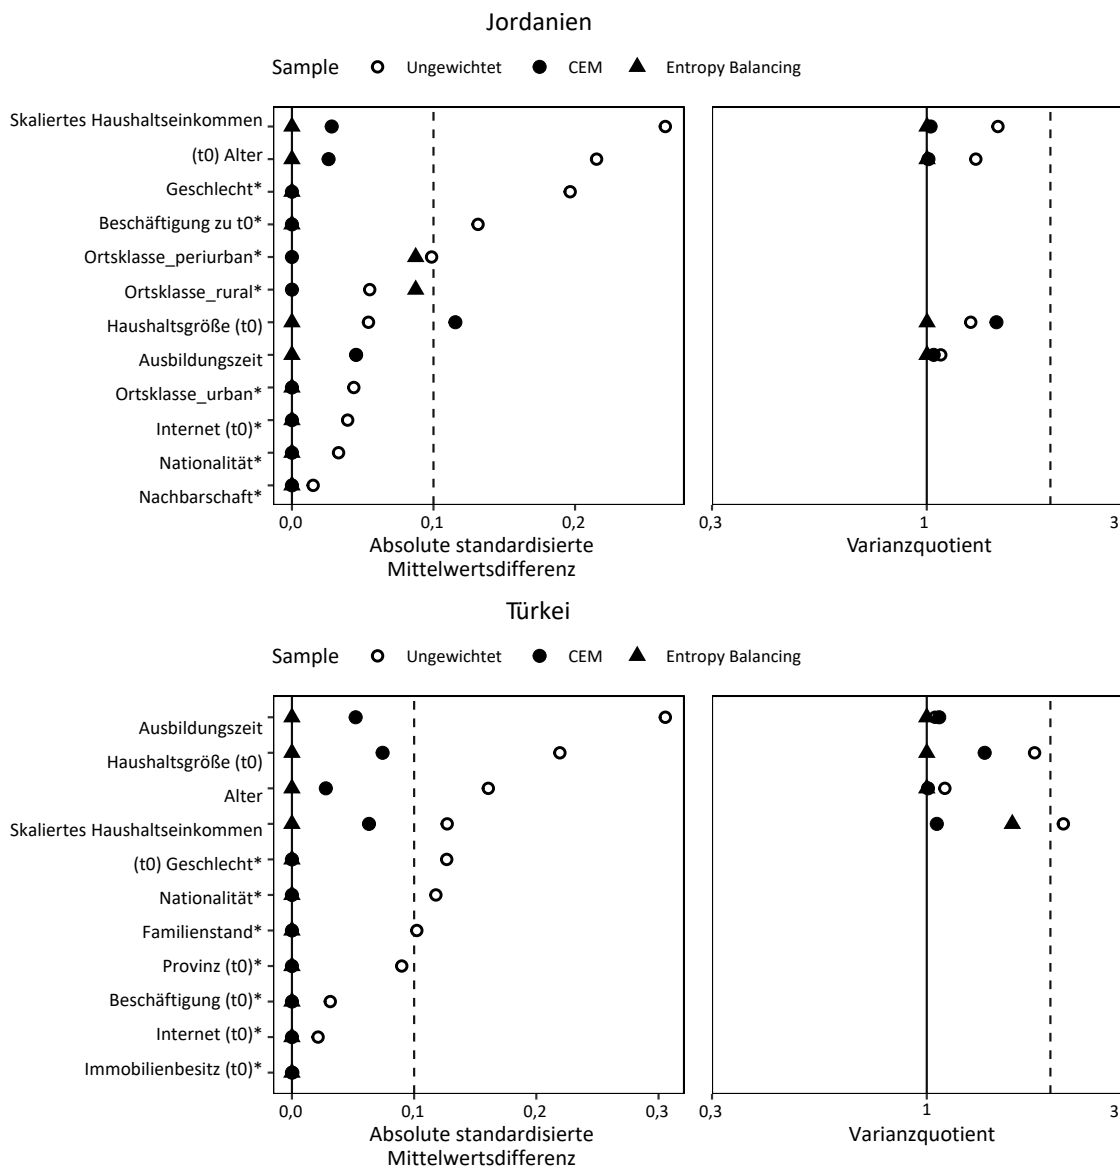 Jordanien
Sample Ungewichtet CEM Entropy Balancing
Skaliertes Haushaltseinkommen
(t0) Alter
Geschlecht*
Beschäftigung zu t0*
Ortsklasse_periurban*
Ortsklasse_rural*
Haushaltsgröße (t0)
Ausbildungszeit
Ortsklasse_urban*
Internet (t0)*
Nationalität*
Nachbarschaft*
0,0 0,1 0,2
Absolute standardisierte
Mittelwertsdifferenz
0,3 1 3
Varianzquotient
Türkei
Sample Ungewichtet CEM Entropy Balancing
Ausbildungszeit
Haushaltsgröße (t0)
Alter
Skaliertes Haushaltseinkommen
(t0) Geschlecht*
Nationalität*
Familienstand*
Provinz (t0)*
Beschäftigung (t0)*
Internet (t0)*
Immobilienbesitz (t0)*
0,0 0,1 0,2 0,3
Absolute standardisierte
Mittelwertsdifferenz
0,3 1 3
Varianzquotient